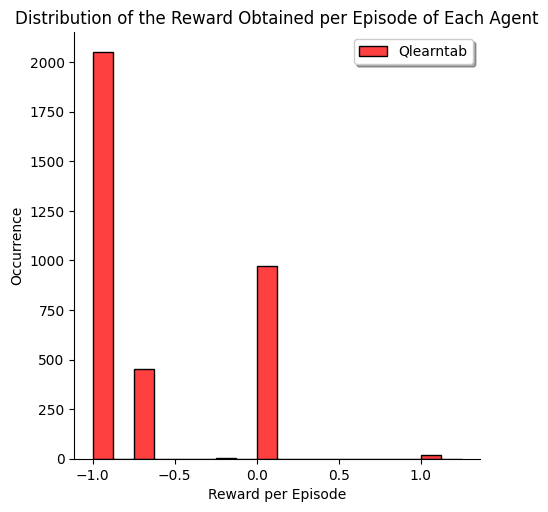 Distribution of the Reward Obtained per Episode of Each Agent
Qlearntab
2000
1750
1500
1250
1000
750
500
250
0
Occurrence
−1.0 −0.5 0.0 0.5 1.0
Reward per Episode